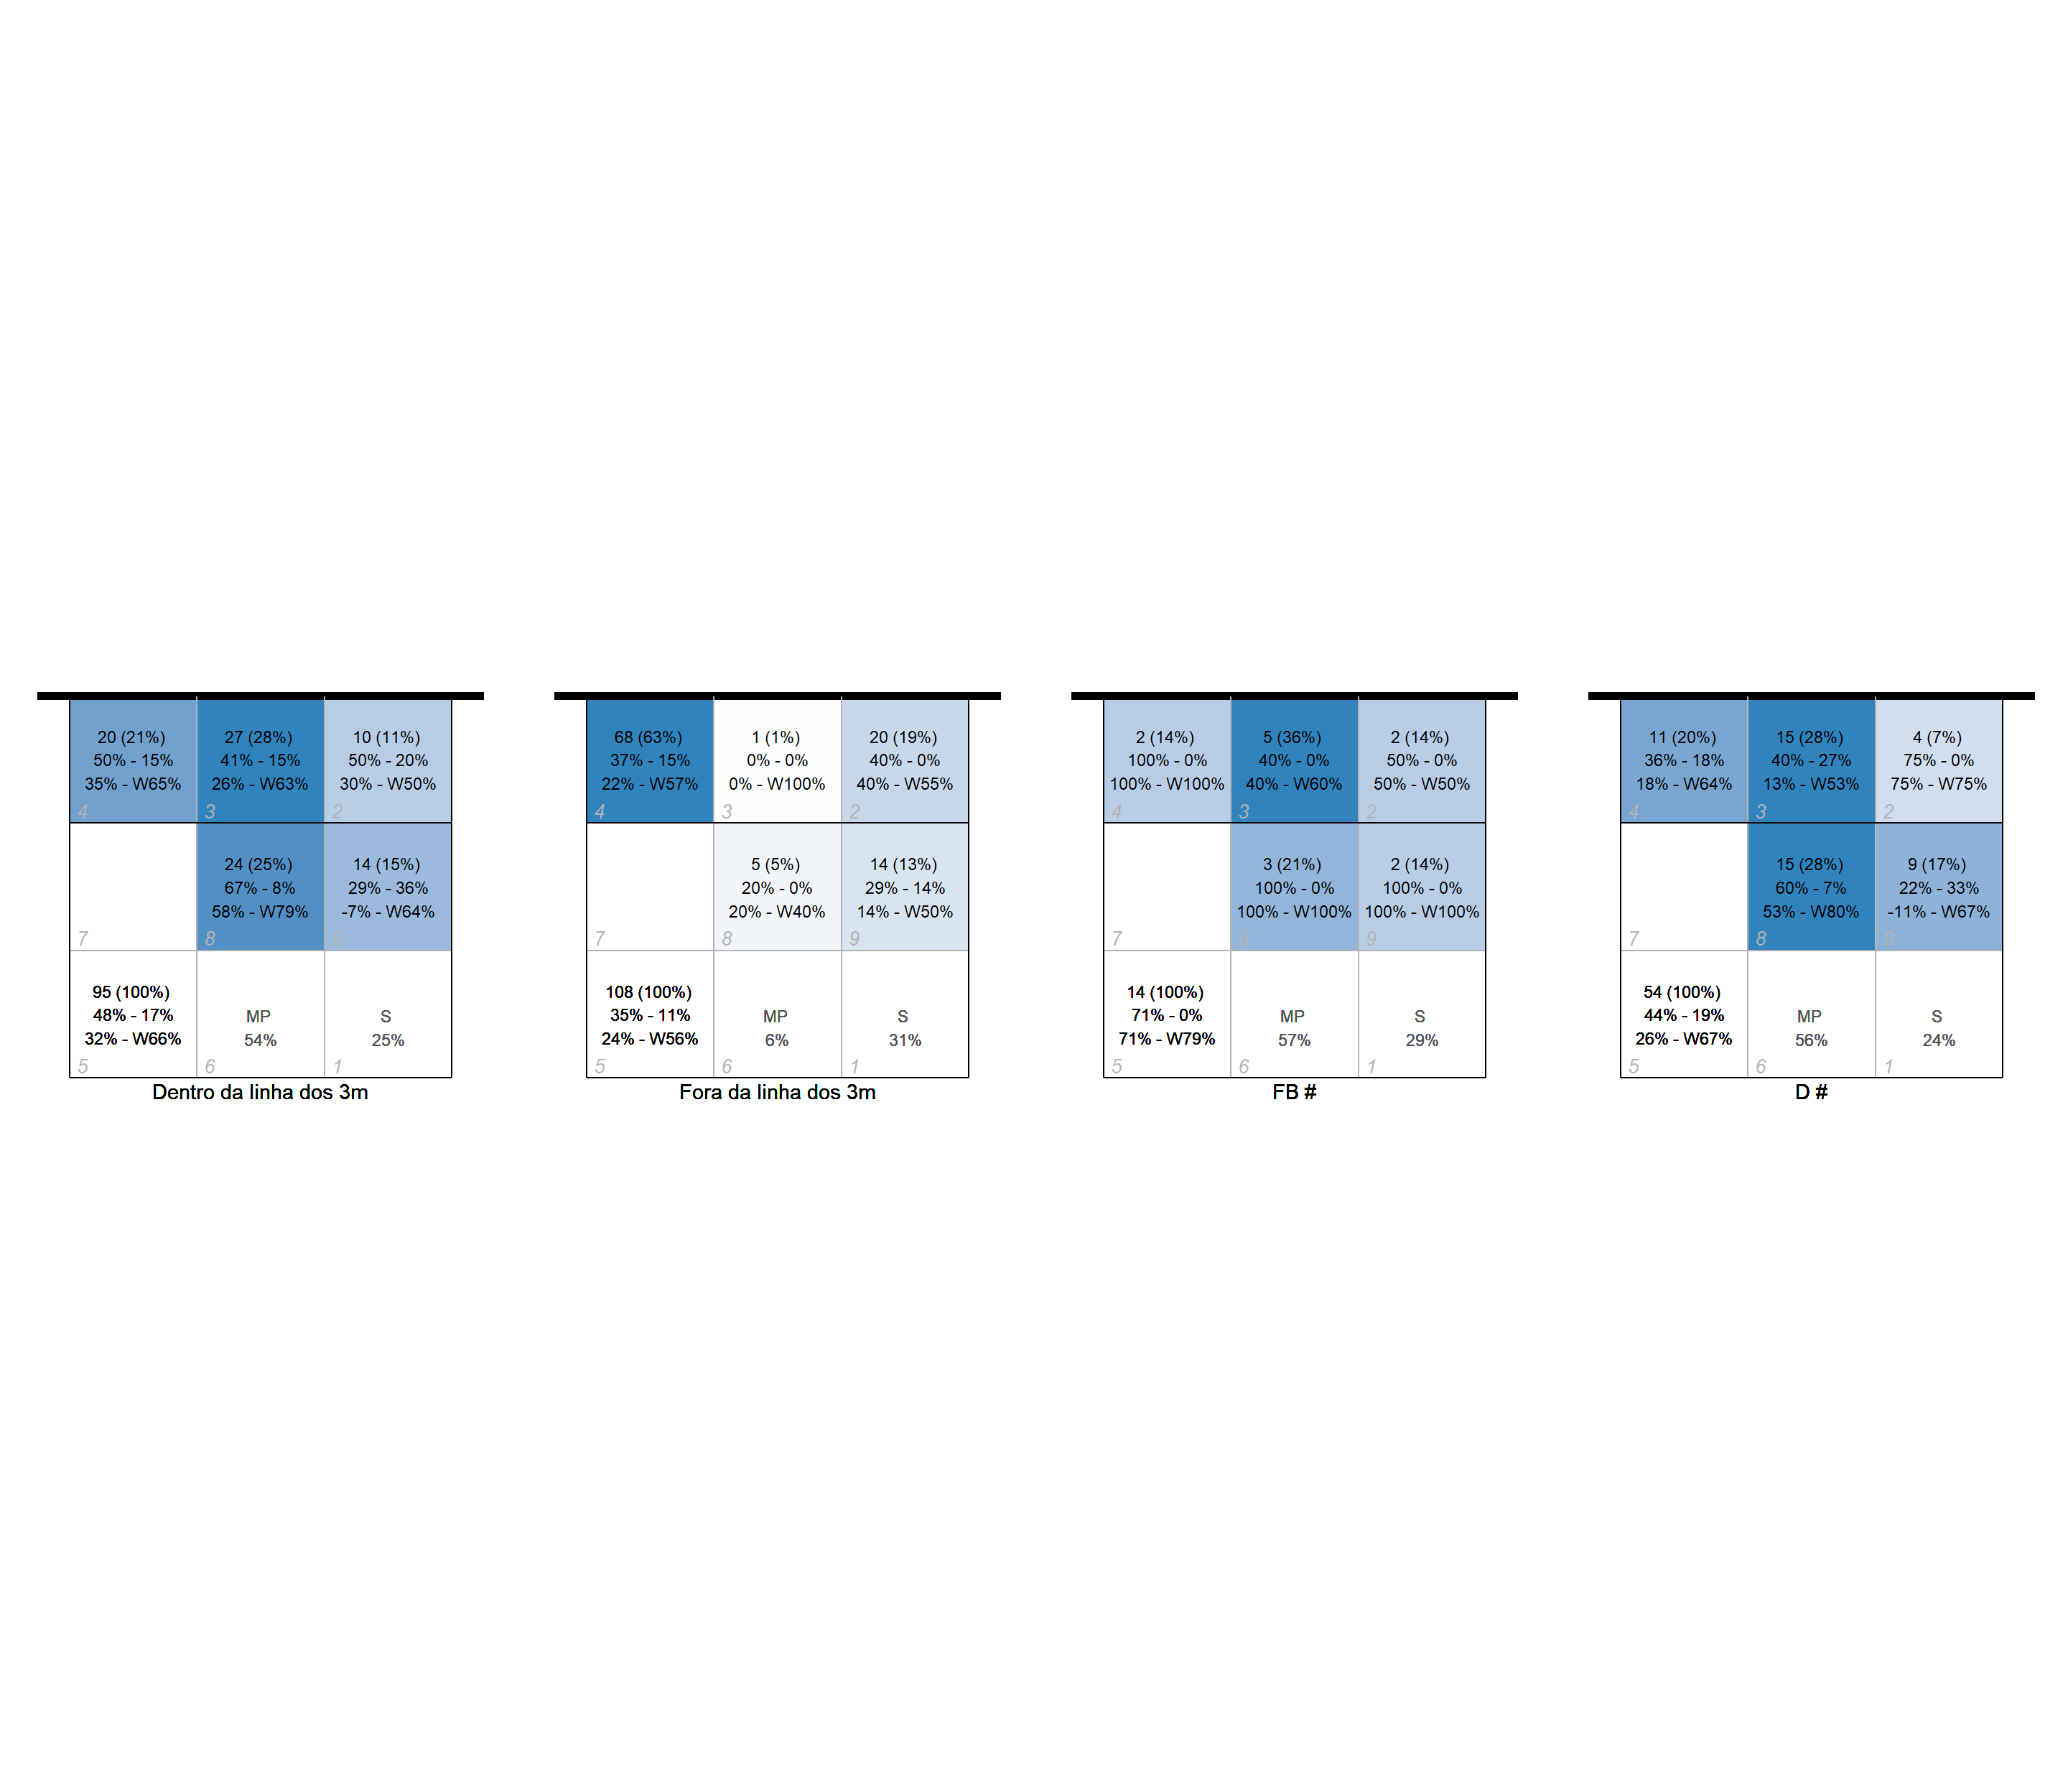 20 (21%)
50% - 15%
35% - W65%
4
27 (28%)
41% - 15%
26% - W63%
3
10 (11%)
50% - 20%
30% - W50%
2
7
24 (25%)
67% - 8%
58% - W79%
8
14 (15%)
29% - 36%
-7% - W64%
95 (100%)
48% - 17%
32% - W66%
5
MP
54%
6
S
25%
1
Dentro da linha dos 3m
68 (63%)
37% - 15%
22% - W57%
4
1 (1%)
0% - 0%
0% - W100%
3
20 (19%)
40% - 0%
40% - W55%
2
7
5 (5%)
20% - 0%
20% - W40%
8
14 (13%)
29% - 14%
14% - W50%
9
108 (100%)
35% - 11%
24% - W56%
5
MP
6%
6
S
31%
1
Fora da linha dos 3m
2 (14%)
100% - 0%
100% - W100%
4
5 (36%)
40% - 0%
40% - W60%
3
2 (14%)
50% - 0%
50% - W50%
2
7
3 (21%)
100% - 0%
100% - W100%
8
2 (14%)
100% - 0%
100% - W100%
9
14 (100%)
71% - 0%
71% - W79%
5
MP
57%
6
S
29%
1
FB #
11 (20%)
36% - 18%
18% - W64%
4
15 (28%)
40% - 27%
13% - W53%
3
4 (7%)
75% - 0%
75% - W75%
2
7
15 (28%)
60% - 7%
53% - W80%
8
9 (17%)
22% - 33%
-11% - W67%
9
54 (100%)
44% - 19%
26% - W67%
5
MP
56%
6
S
24%
1
D #